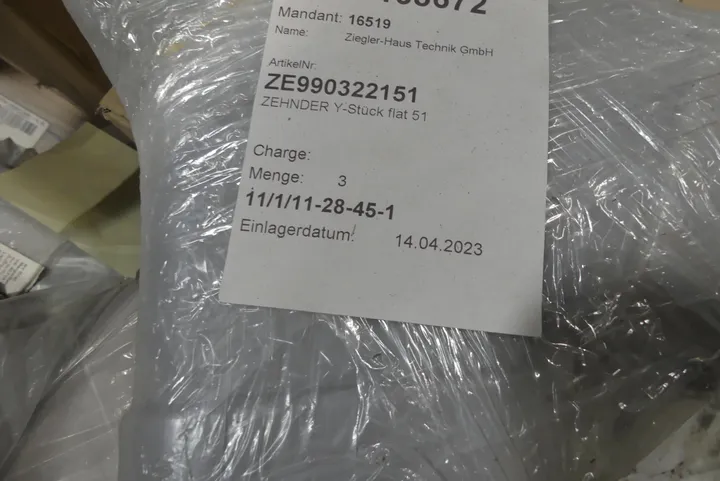 Mandant: 16519
Name: Ziegler-Haus Technik GmbH
ArtikelNr:
ZE990322151
ZEHNDER Y-Stück flat 51
Charge:
Menge: 3
11/1/11-28-45-1
Einlagerdatum: 14.04.2023